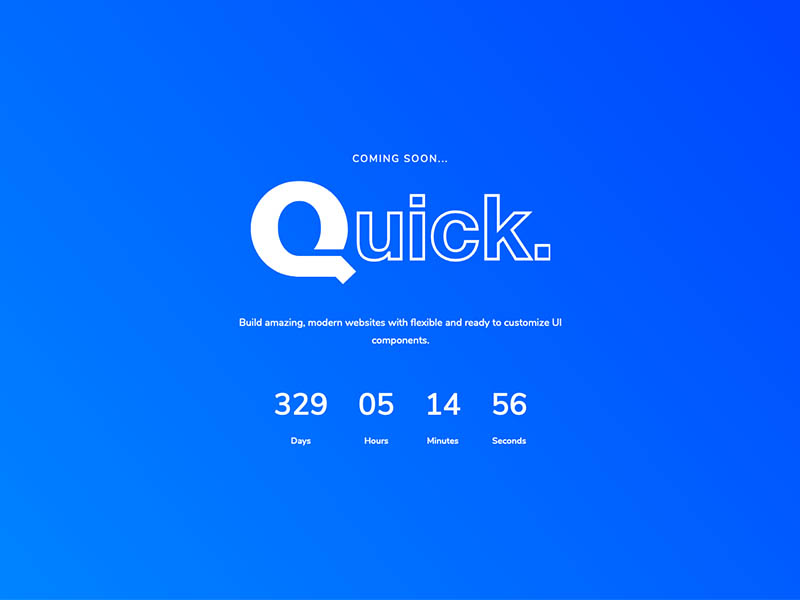 COMING SOON...
Quick.
Build amazing, modern websites with flexible and ready to customize UI
components.
329 05 14 56
Days Hours Minutes Seconds